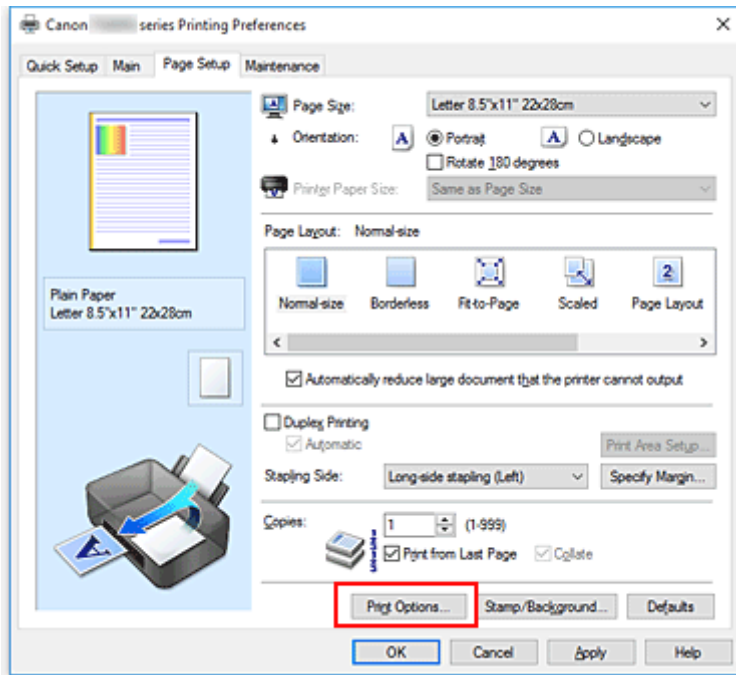 Canon series Printing Preferences
Quick Setup Main Page Setup Maintenance
Page Size: Letter 8.5"x11" 22x28cm
Orientation: A Portrait A Landscape
Rotate 180 degrees
Printer Paper Size: Same as Page Size
Page Layout: Normal-size
2
Normal-size Borderless Fit-to-Page Scaled Page Layout
Plain Paper
Letter 8.5"x11" 22x28cm
Automatically reduce large document that the printer cannot output
Duplex Printing
Automatic Print Area Setup...
Stapling Side: Long-side stapling (Left) Specify Margin...
Copies: 1 (1-999)
Print from Last Page Collate
A
Print Options... Stamp/Background... Defaults
OK Cancel Apply Help